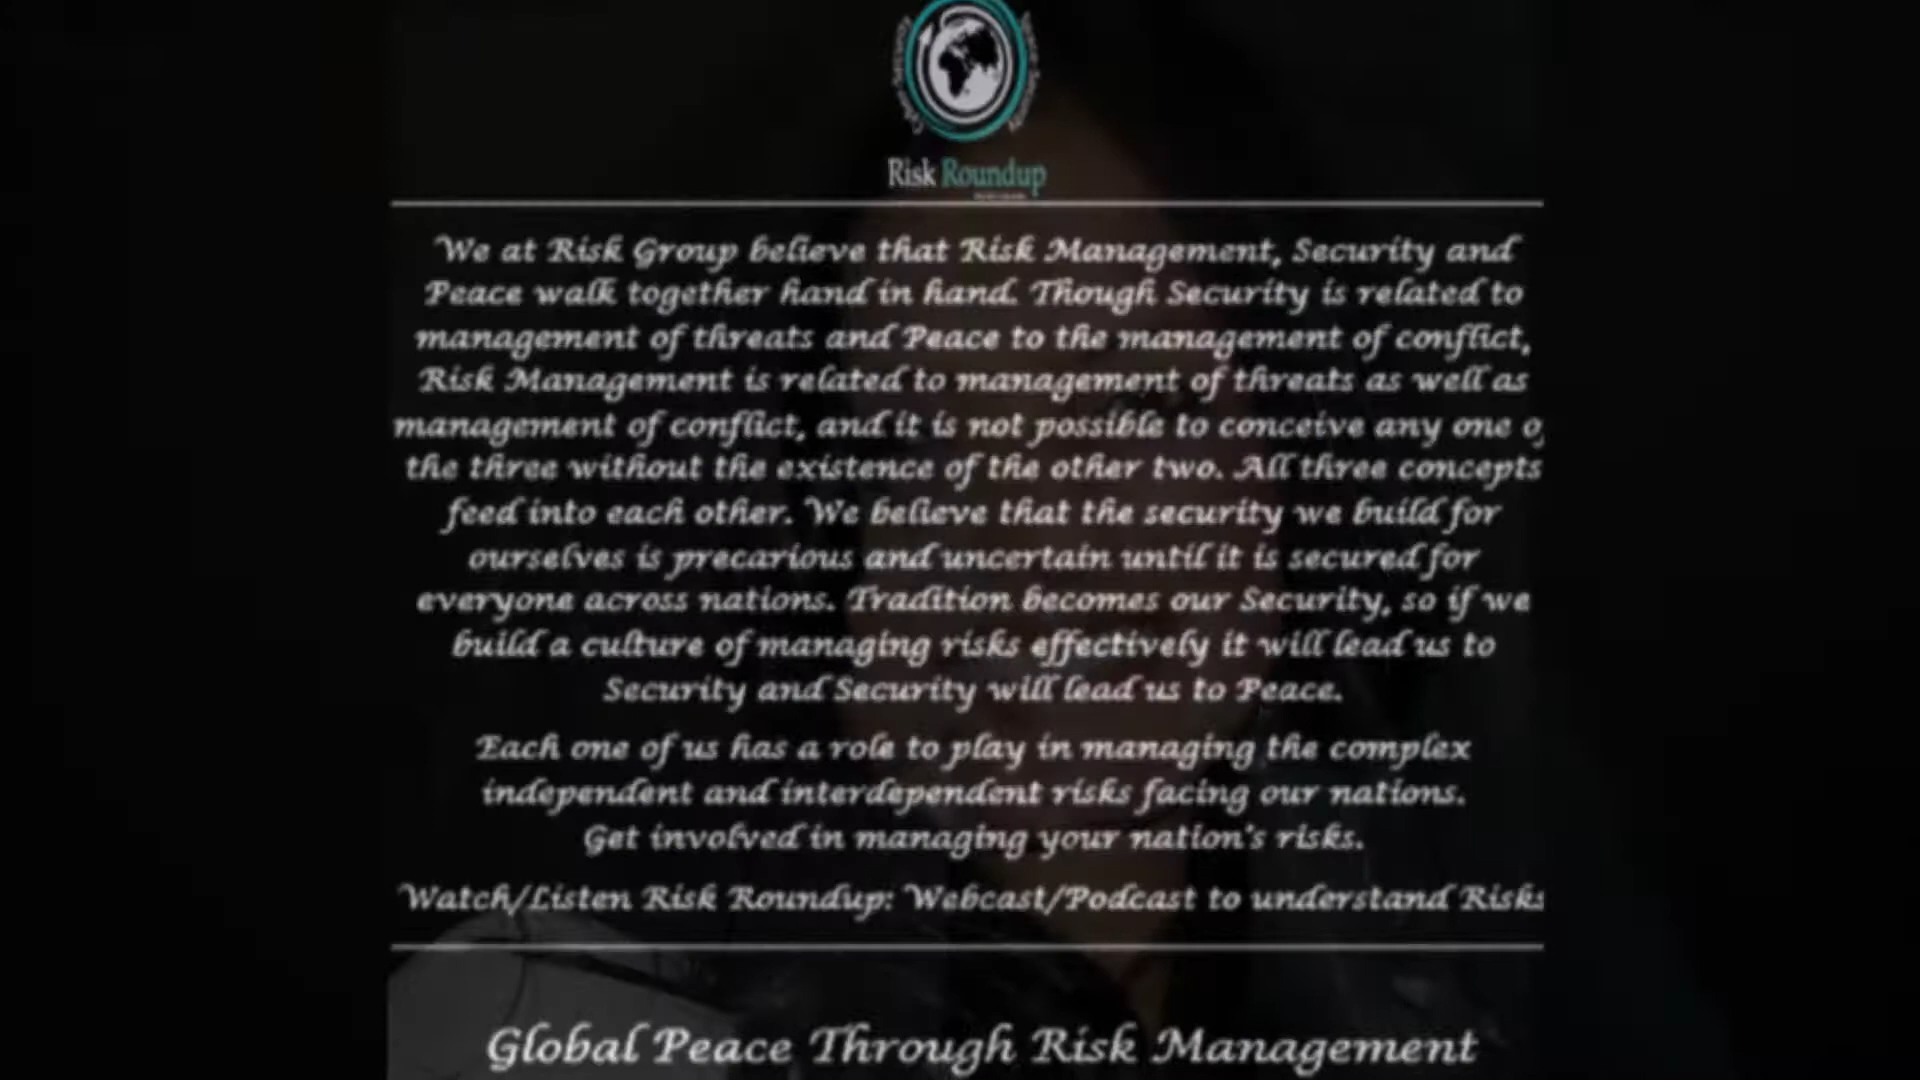 Risk Roundup
We at Risk Group believe that Risk Management, Security and
Peace walk together hand in hand. Though Security is related to
management of threats and Peace to the management of conflict,
Risk Management is related to management of threats as well as
management of conflict, and it is not possible to conceive any one o
the three without the existence of the other two. All three concepts
feed into each other. We believe that the security we build for
ourselves is precarious and uncertain until it is secured for
everyone across nations. Tradition becomes our Security, so if we
build a culture of managing risks effectively it will lead us to
Security and Security will lead us to Peace.
Each one of us has a role to play in managing the complex
independent and interdependent risks facing our nations.
Get involved in managing your nation's risks.
Watch/Listen Risk Roundup: Webcast/Podcast to understand Risks
Global Peace Through Risk Management